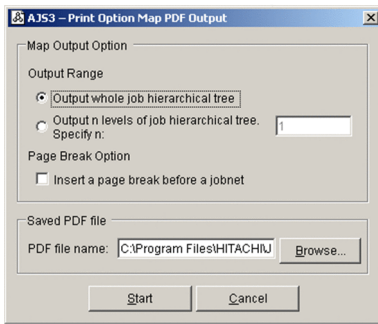 AJS3 – Print Option Map PDF Output
Map Output Option
Output Range
Output whole job hierarchical tree
Output n levels of job hierarchical tree.
Specify n:
1
Page Break Option
Insert a page break before a jobnet
Saved PDF file
PDF file name: C:\Program Files\HITACHI\J Browse...
Start Cancel